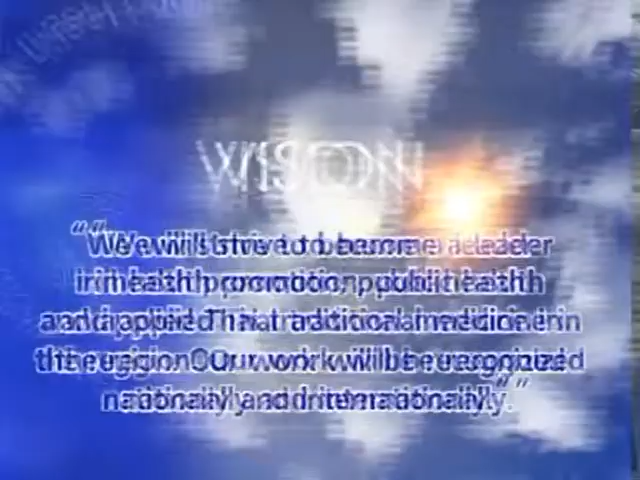 VISION
“We will strive to become a leader
in health promotion, public health
and applied Thai traditional medicine in
the region. Our work will be recognized
nationally and internationally.”